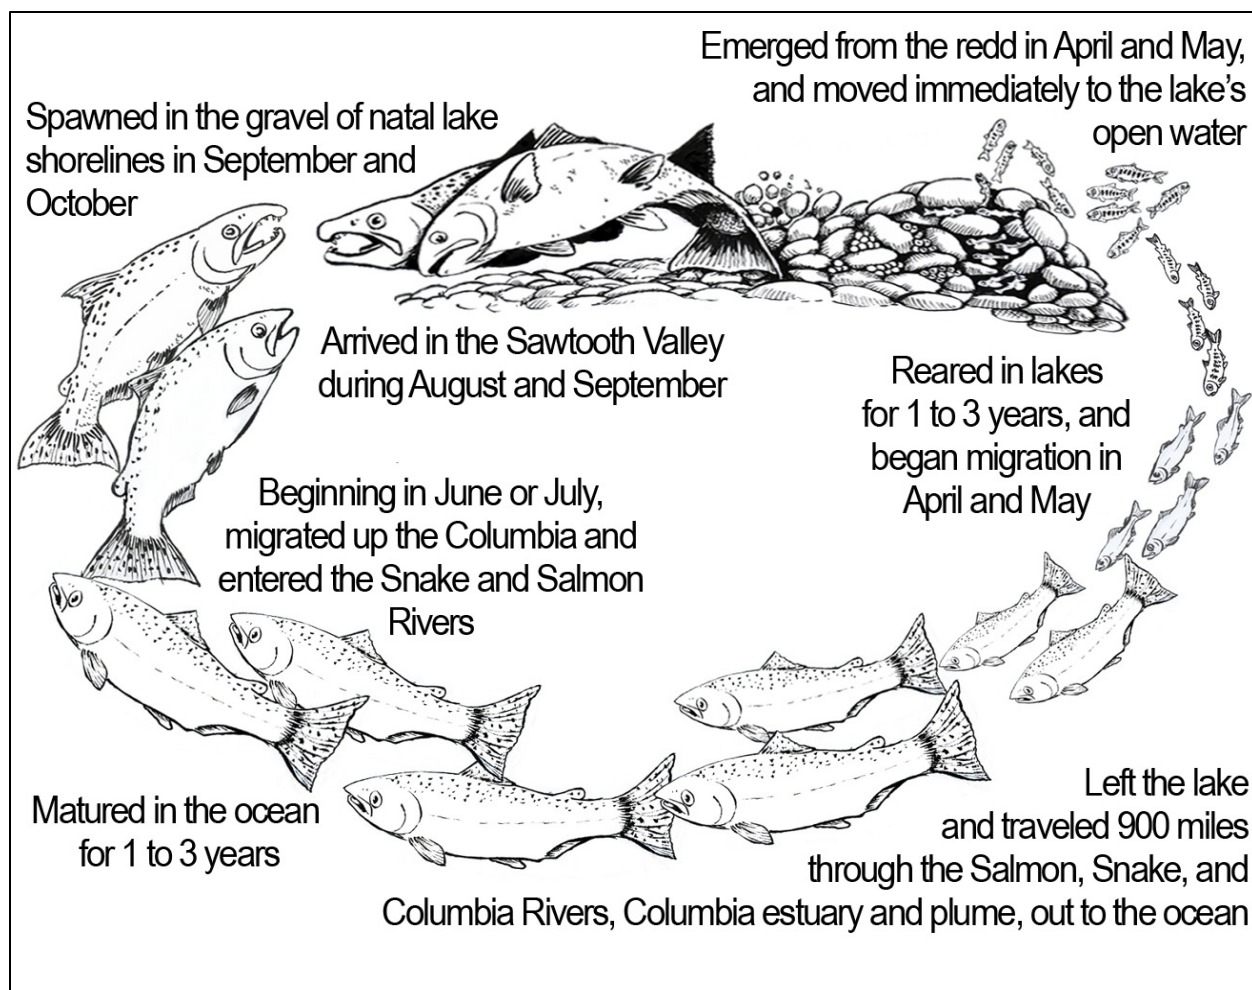 Emerged from the redd in April and May,
and moved immediately to the lake's
open water
Spawned in the gravel of natal lake
shorelines in September and
October
Arrived in the Sawtooth Valley
during August and September
Reared in lakes
for 1 to 3 years, and
began migration in
April and May
Beginning in June or July,
migrated up the Columbia and
entered the Snake and Salmon
Rivers
Matured in the ocean
for 1 to 3 years
Left the lake
and traveled 900 miles
through the Salmon, Snake, and
Columbia Rivers, Columbia estuary and plume, out to the ocean